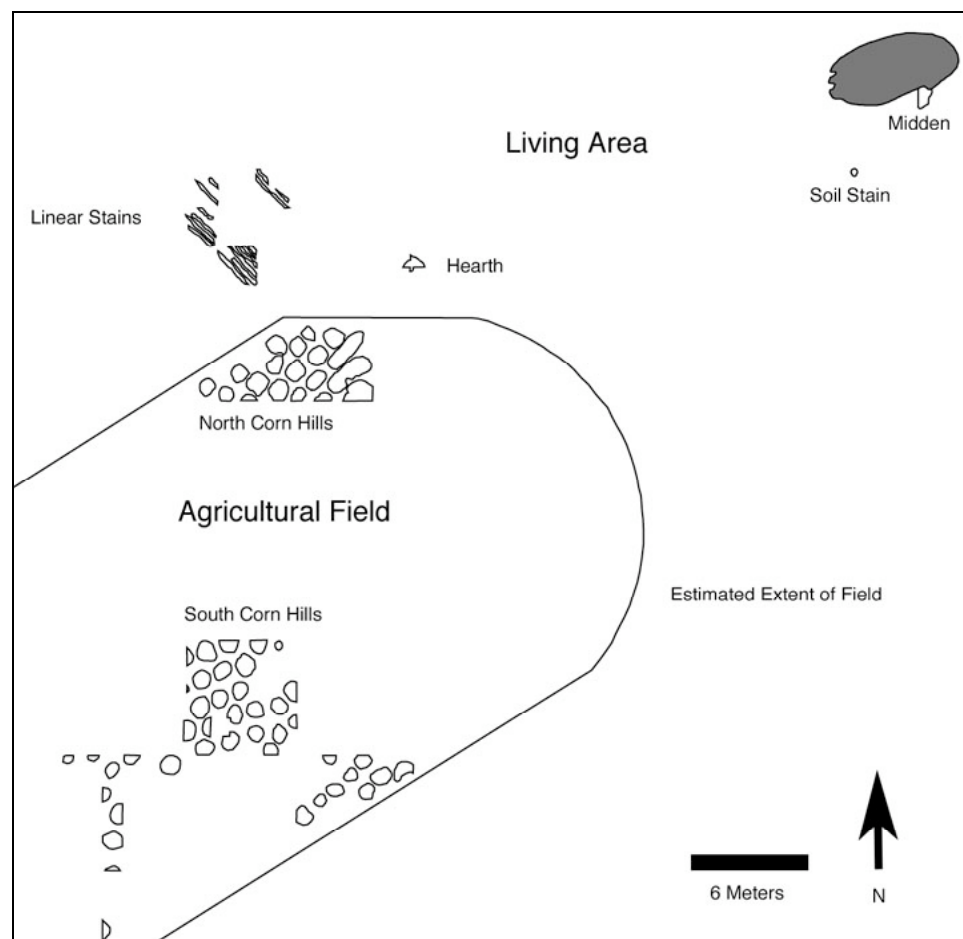 Midden
Living Area
Soil Stain
Linear Stains
Hearth
North Corn Hills
Agricultural Field
Estimated Extent of Field
South Corn Hills
6 Meters
N